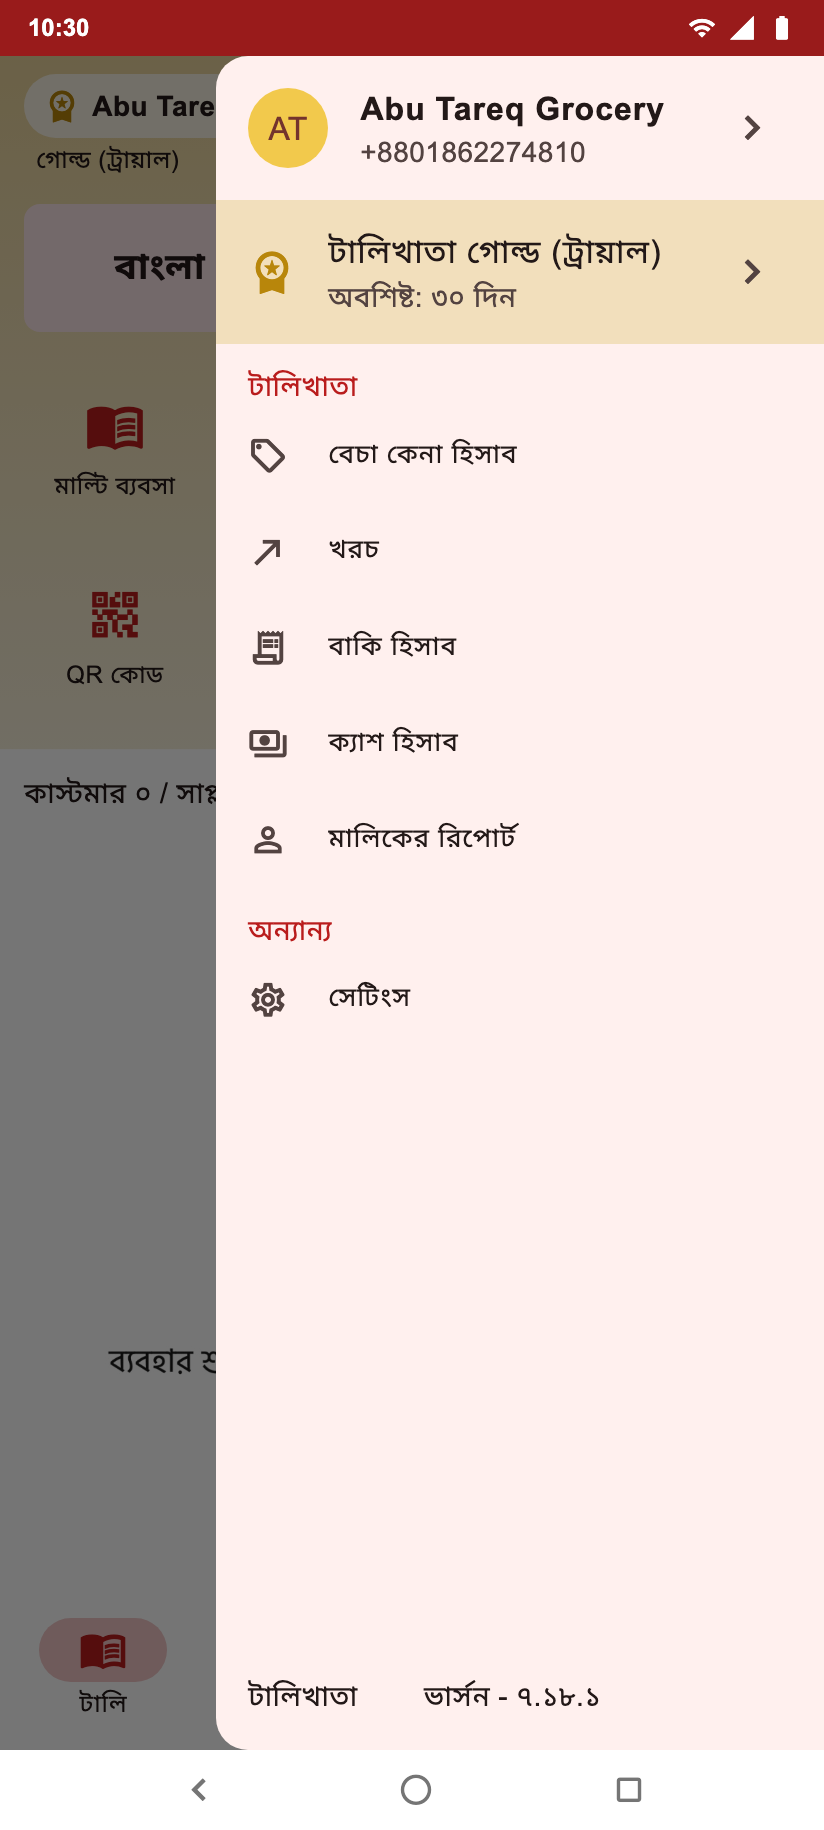 10:30
Abu Tare
গোল্ড (ট্রায়াল)
বাংলা
মাল্টি ব্যবসা
QR কোড
কাস্টমার ০ / সাপ্ল
ব্যবহার শু
টালি
AT
Abu Tareq Grocery
+8801862274810
টালিখাতা গোল্ড (ট্রায়াল)
অবশিষ্ট: ৩০ দিন
টালিখাতা
বেচা কেনা হিসাব
খরচ
বাকি হিসাব
ক্যাশ হিসাব
মালিকের রিপোর্ট
অন্যান্য
সেটিংস
টালিখাতা ভার্সন - ৭.১৮.১